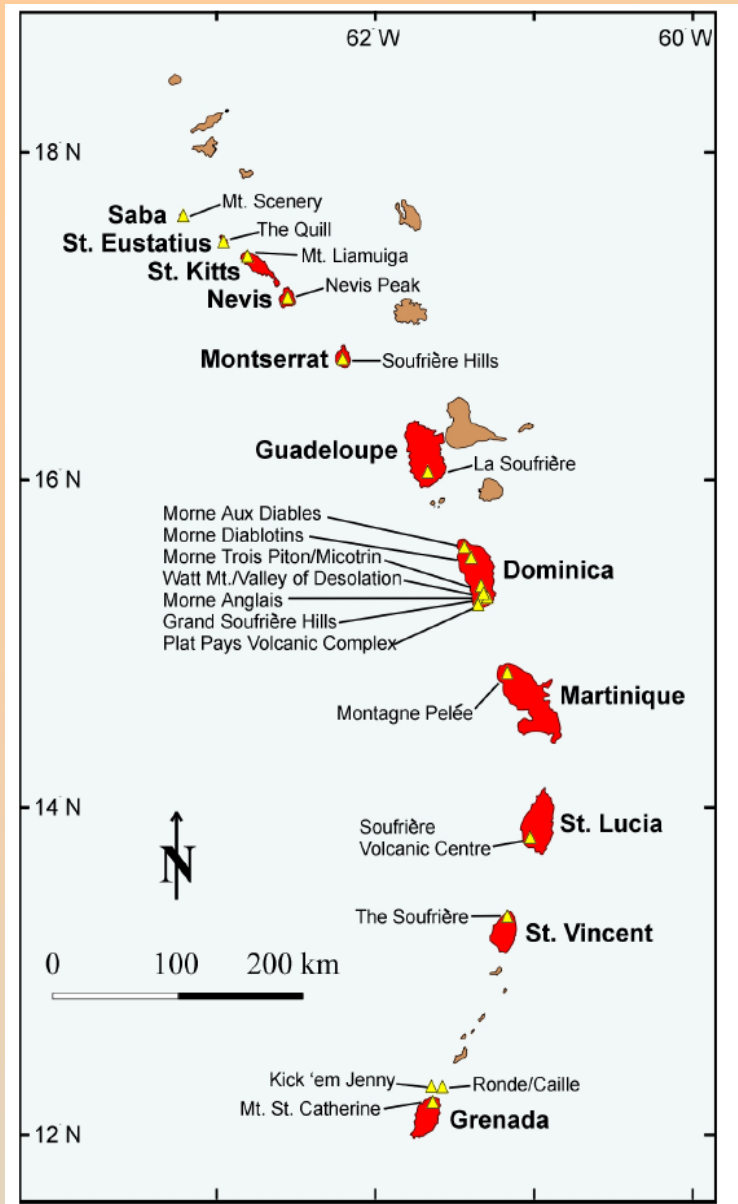 62°W
60°W
18°N
Mt. Scenery
Saba
The Quill
St. Eustatius
Mt. Liamuiga
St. Kitts
Nevis Peak
Nevis
Montserrat
Soufrière Hills
Guadeloupe
La Soufrière
16°N
Morne Aux Diables
Morne Diablotins
Morne Trois Piton/Micotrin
Watt Mt./Valley of Desolation
Morne Anglais
Grand Soufrière Hills
Plat Pays Volcanic Complex
Dominica
Martinique
Montagne Pelée
14°N
St. Lucia
Soufrière
Volcanic Centre
N
The Soufrière
St. Vincent
0 100 200 km
Kick 'em Jenny
Ronde/Caille
Mt. St. Catherine
Grenada
12°N